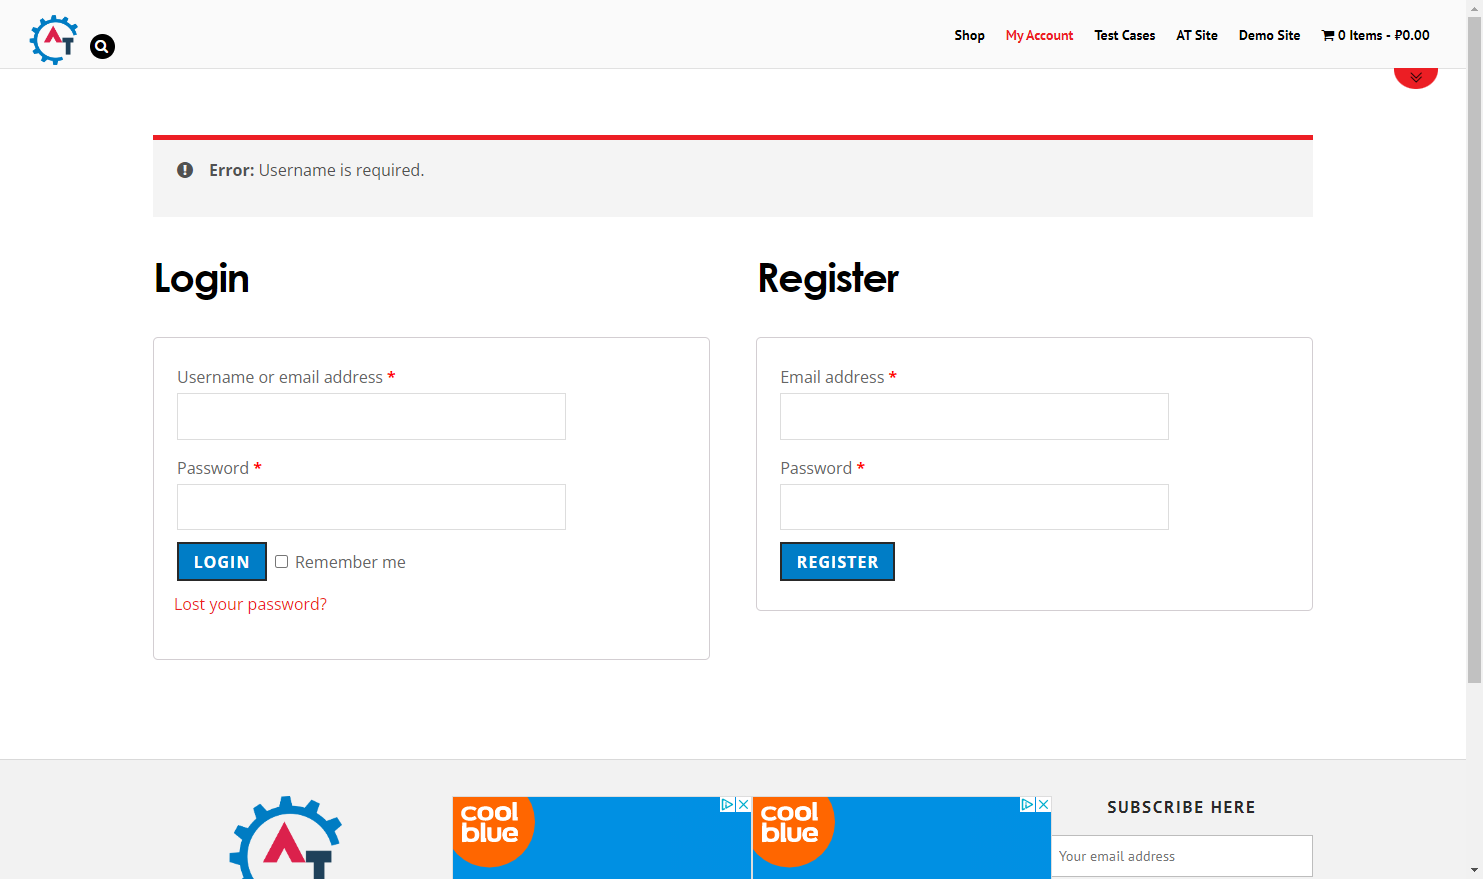 AT
Shop
My Account
Test Cases
AT Site
Demo Site
0 Items - ₽0.00
Error: Username is required.
Login
Register
Username or email address *
Password *
LOGIN
Remember me
Lost your password?
Email address *
Password *
REGISTER
AT
cool
blue
cool
blue
SUBSCRIBE HERE
Your email address